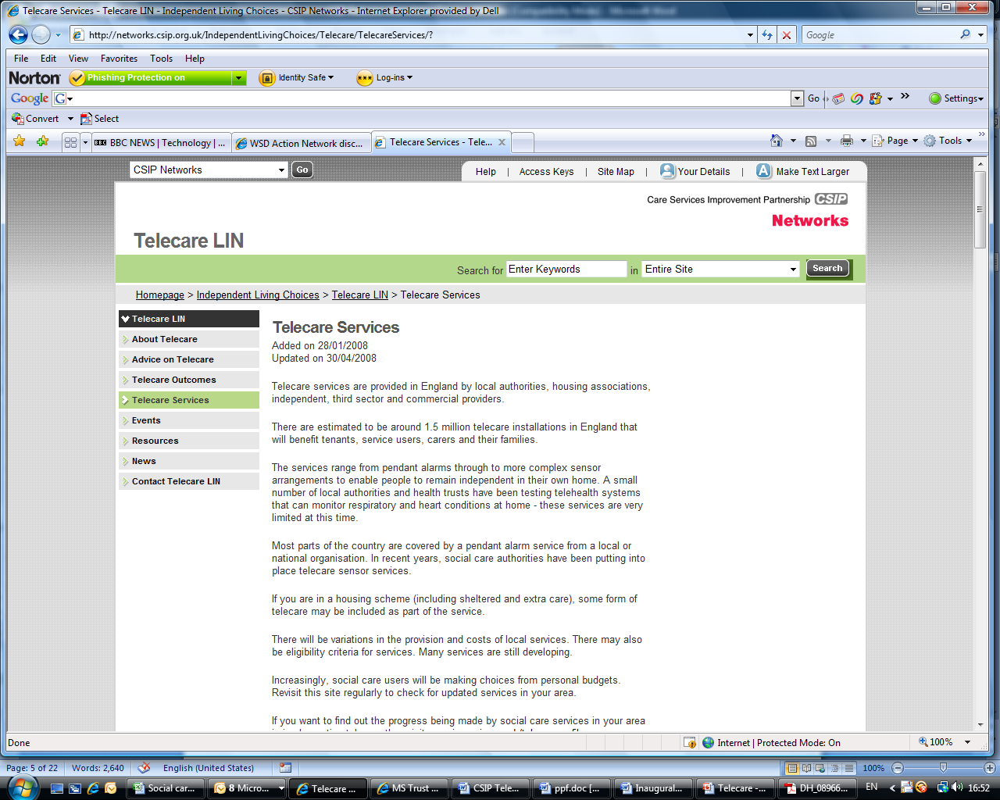 Telecare Services - Telecare LIN - Independent Living Choices - CSIP Networks - Internet Explorer provided by Dell
http://networks.csip.org.uk/IndependentLivingChoices/Telecare/TelecareServices/?
Google
File Edit View Favorites Tools Help
Norton Phishing Protection on Identity Safe Log-ins
Google G Go Settings
Convert Select
BBC NEWS | Technology | ... WSD Action Network disc... Telecare Services - Tele... Page Tools
CSIP Networks Go Help | Access Keys | Site Map | Your Details | Make Text Larger
Care Services Improvement Partnership CSIP
Networks
Telecare LIN
Search for Enter Keywords in Entire Site Search
Homepage > Independent Living Choices > Telecare LIN > Telecare Services
Telecare LIN
About Telecare
Advice on Telecare
Telecare Outcomes
Telecare Services
Events
Resources
News
Contact Telecare LIN
Telecare Services
Added on 28/01/2008
Updated on 30/04/2008
Telecare services are provided in England by local authorities, housing associations,
independent, third sector and commercial providers.
There are estimated to be around 1.5 million telecare installations in England that
will benefit tenants, service users, carers and their families.
The services range from pendant alarms through to more complex sensor
arrangements to enable people to remain independent in their own home. A small
number of local authorities and health trusts have been testing telehealth systems
that can monitor respiratory and heart conditions at home - these services are very
limited at this time.
Most parts of the country are covered by a pendant alarm service from a local or
national organisation. In recent years, social care authorities have been putting into
place telecare sensor services.
If you are in a housing scheme (including sheltered and extra care), some form of
telecare may be included as part of the service.
There will be variations in the provision and costs of local services. There may also
be eligibility criteria for services. Many services are still developing.
Increasingly, social care users will be making choices from personal budgets.
Revisit this site regularly to check for updated services in your area.
If you want to find out the progress being made by social care services in your area
Done Internet | Protected Mode: On 100%
Page: 5 of 22 Words: 2,640 English (United States) 100%
Social car... 8 Micro... Telecare ... MS Trust ... CSIP Tele... ppf.doc [... Inaugural... Telecare -... DH_08966... EN 16:52